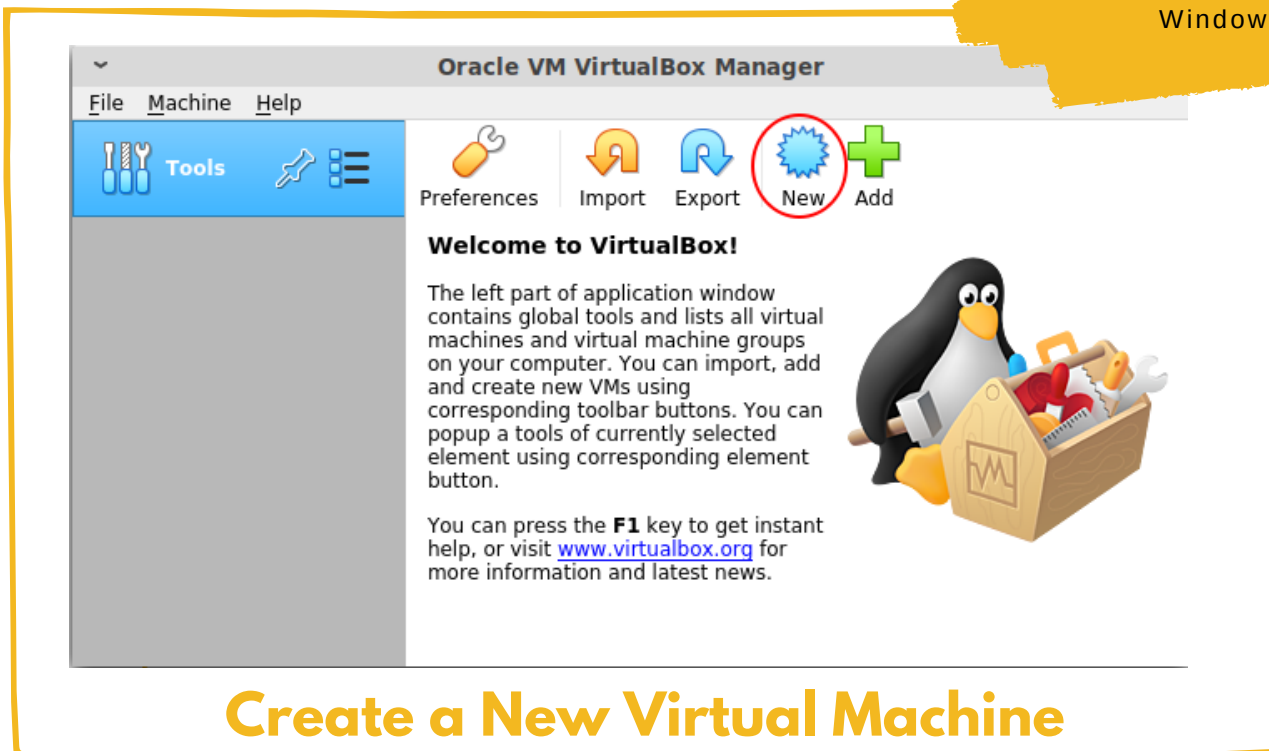 Window
Oracle VM VirtualBox Manager
File Machine Help
Tools
Preferences Import Export New Add
Welcome to VirtualBox!
The left part of application window
contains global tools and lists all virtual
machines and virtual machine groups
on your computer. You can import, add
and create new VMs using
corresponding toolbar buttons. You can
popup a tools of currently selected
element using corresponding element
button.
You can press the F1 key to get instant
help, or visit www.virtualbox.org for
more information and latest news.
Create a New Virtual Machine